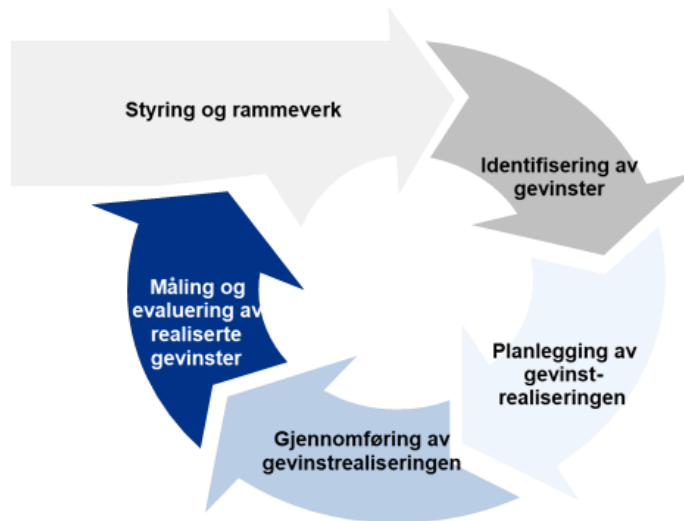 Styring og rammeverk
Identifisering av
gevinster
Planlegging av
gevinst-
realiseringen
Gjennomføring av
gevinstrealiseringen
Måling og
evaluering av
realiserte
gevinster